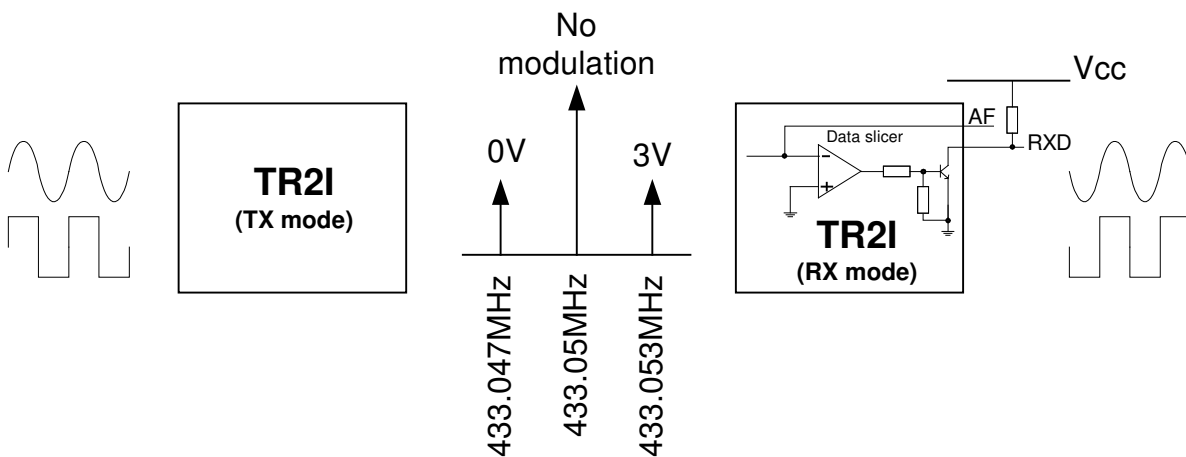 No
modulation
0V
3V
433.047MHz
433.05MHz
433.053MHz
TR2I
(TX mode)
Vcc
AF
RXD
Data slicer
−
+
TR2I
(RX mode)